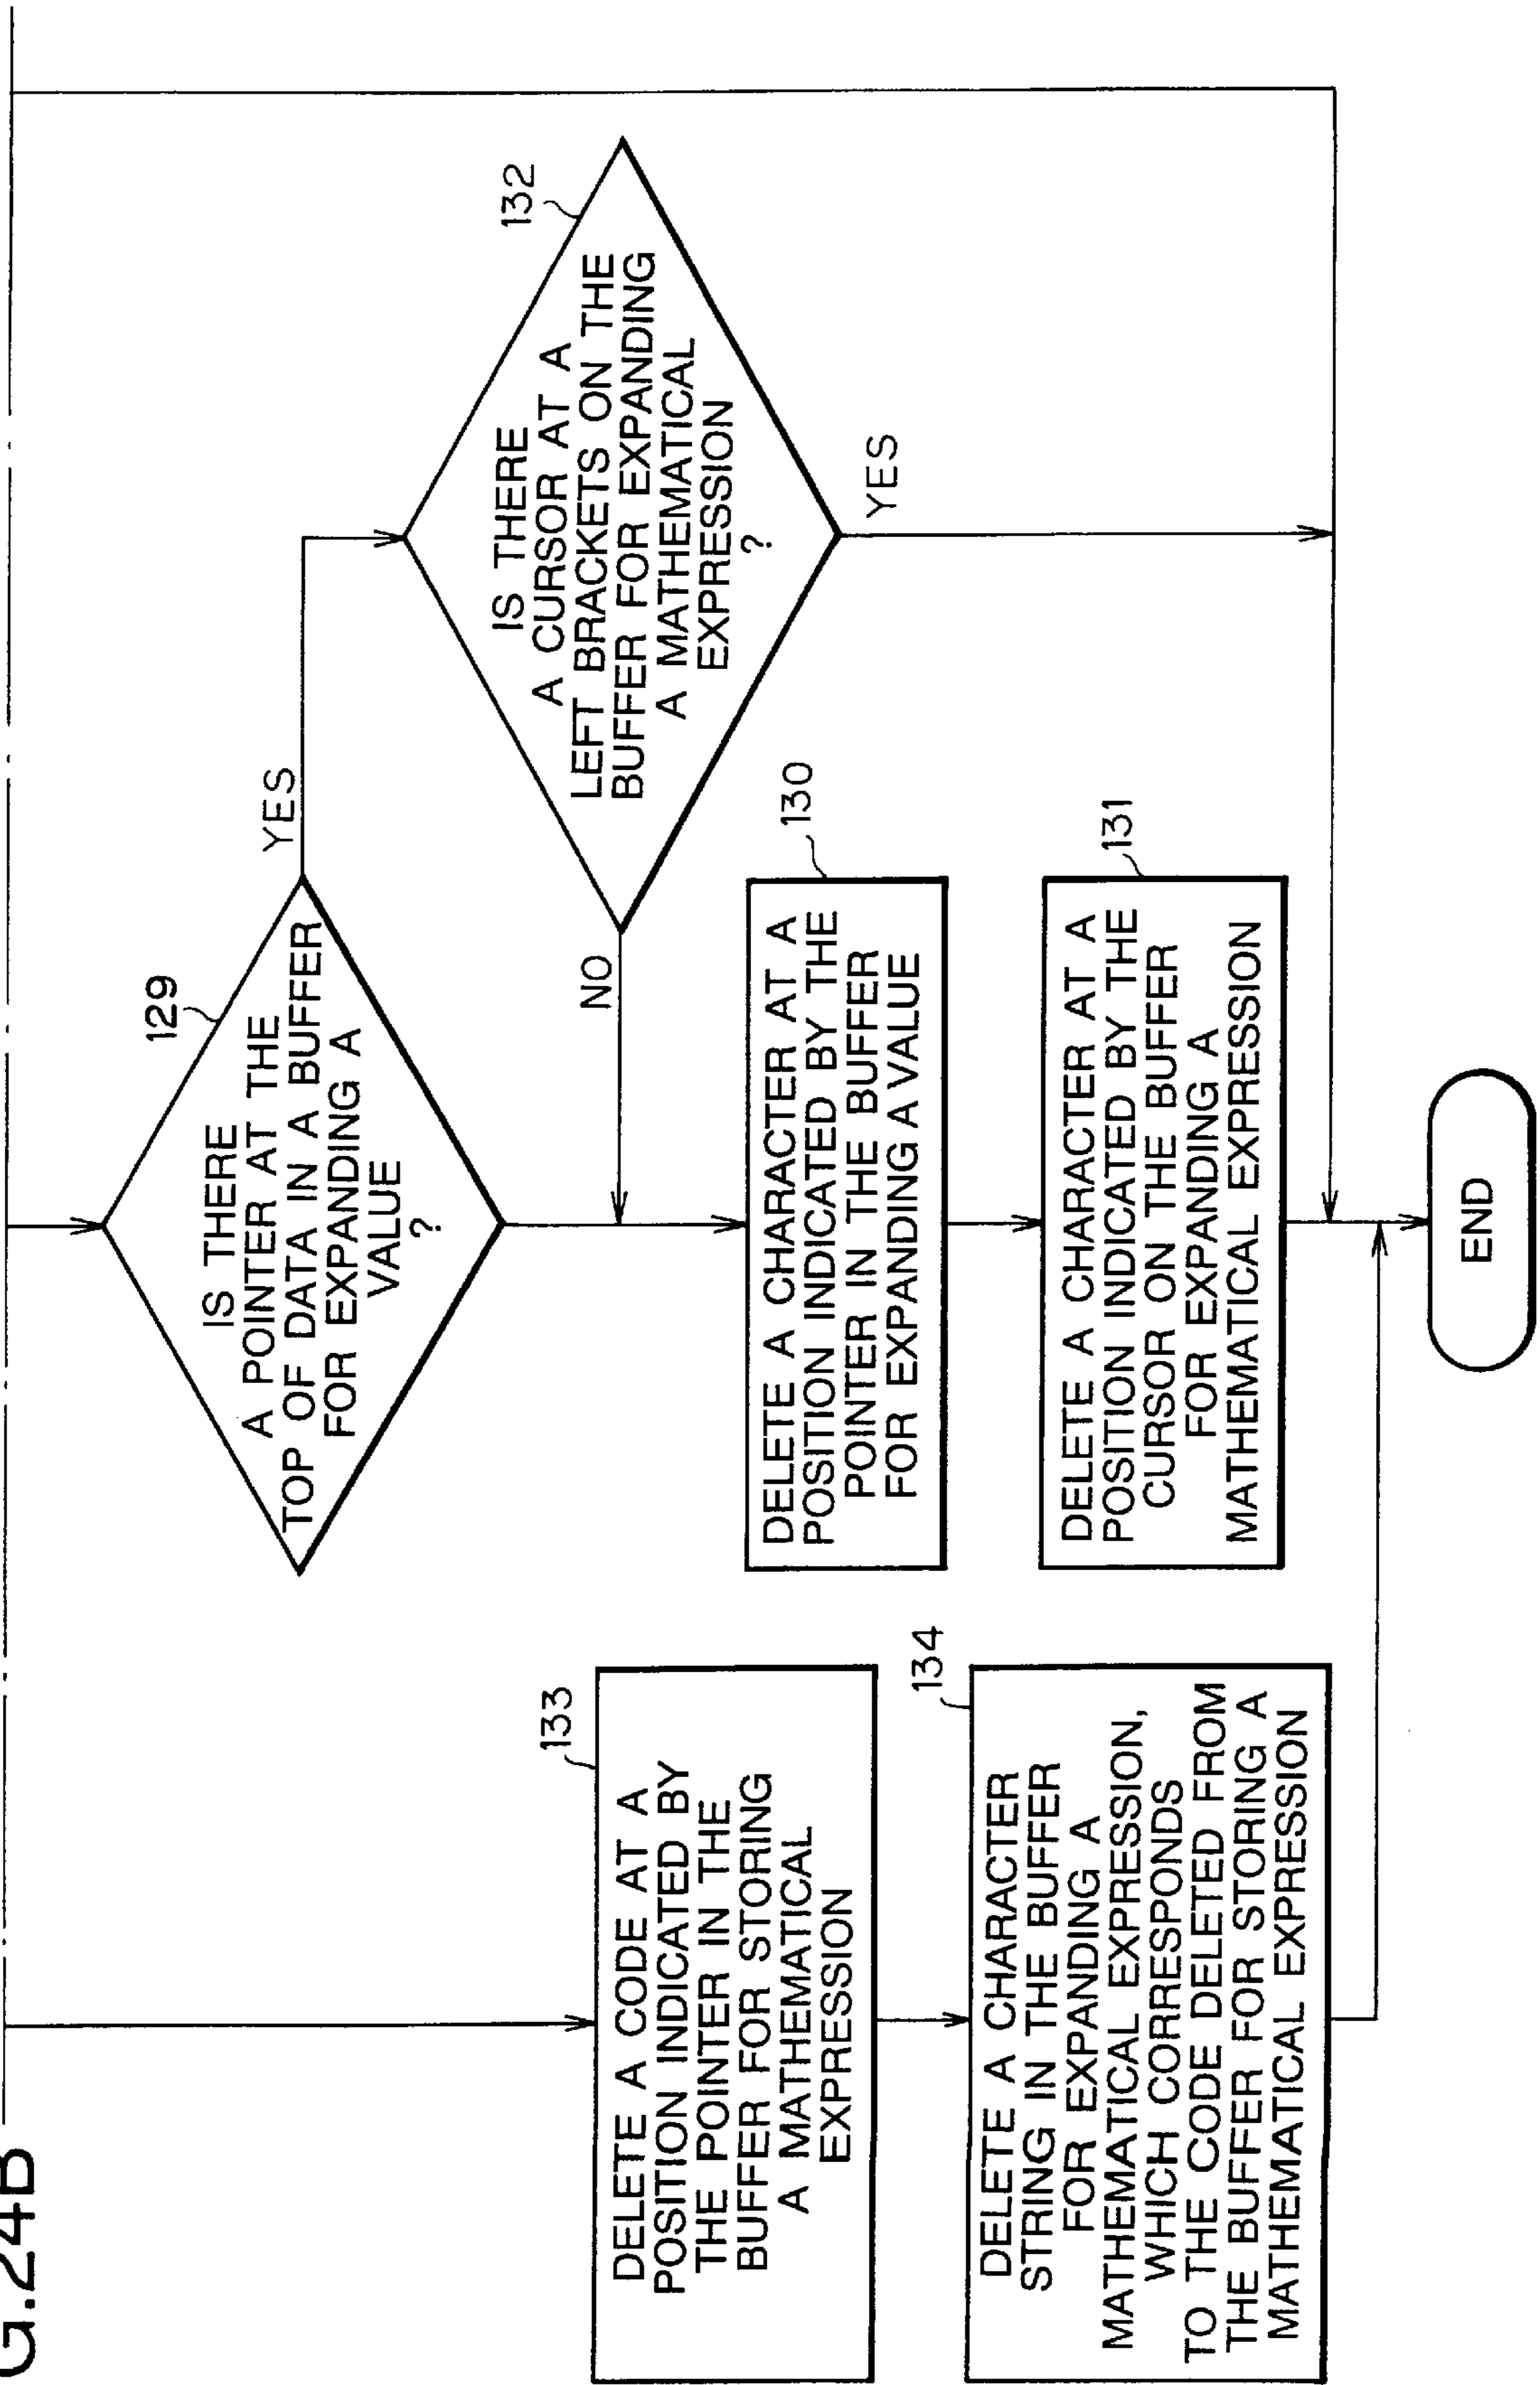 G.24B
129
IS THERE
A POINTER AT THE
TOP OF DATA IN A BUFFER
FOR EXPANDING A
VALUE
?
YES
132
IS THERE
A CURSOR AT A
LEFT BRACKETS ON THE
BUFFER FOR EXPANDING
A MATHEMATICAL
EXPRESSION
?
YES
NO
130
DELETE A CHARACTER AT A
POSITION INDICATED BY THE
POINTER IN THE BUFFER
FOR EXPANDING A VALUE
131
DELETE A CHARACTER AT A
POSITION INDICATED BY THE
CURSOR ON THE BUFFER
FOR EXPANDING A
MATHEMATICAL EXPRESSION
133
DELETE A CODE AT A
POSITION INDICATED BY
THE POINTER IN THE
BUFFER FOR STORING
A MATHEMATICAL
EXPRESSION
134
DELETE A CHARACTER
STRING IN THE BUFFER
FOR EXPANDING A
MATHEMATICAL EXPRESSION,
WHICH CORRESPONDS
TO THE CODE DELETED FROM
THE BUFFER FOR STORING A
MATHEMATICAL EXPRESSION
END